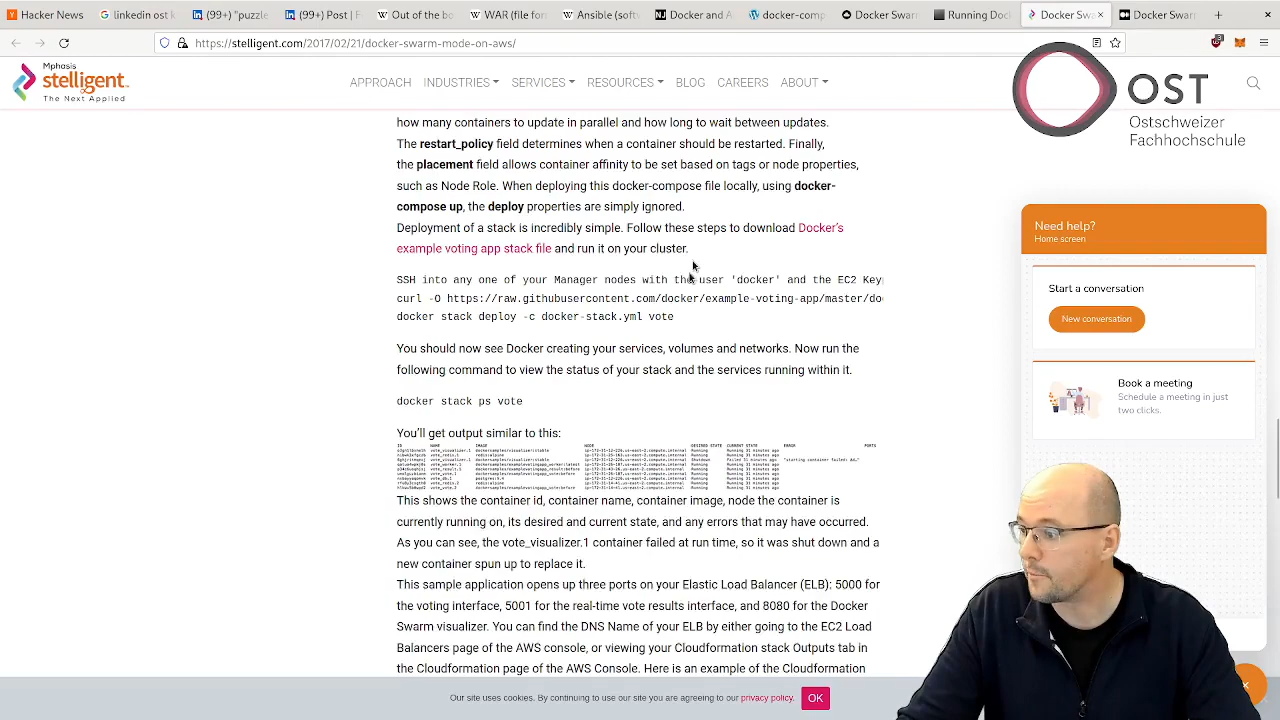 Hacker News
linkedin ost l
(99+) "puzzle
(99+) Post | F
Out of the bo
WAR (file forr
Ansible (softv
Docker and A
docker-comp
Docker Swar
Running Doc
Docker Swa
Docker Swarm
https://stelligent.com/2017/02/21/docker-swarm-mode-on-aws/
Mphasis
stelligent
The Next Applied
APPROACH INDUSTRIES SERVICES RESOURCES BLOG CAREERS ABOUT
OST
Ostschweizer
Fachhochschule
how many containers to update in parallel and how long to wait between updates.
The restart_policy field determines when a container should be restarted. Finally,
the placement field allows container affinity to be set based on tags or node properties,
such as Node Role. When deploying this docker-compose file locally, using docker-
compose up, the deploy properties are simply ignored.
Deployment of a stack is incredibly simple. Follow these steps to download Docker's
example voting app stack file and run it on your cluster.
SSH into any one of your Manager nodes with the user 'docker' and the EC2 Key
curl -O https://raw.githubusercontent.com/docker/example-voting-app/master/do
docker stack deploy -c docker-stack.yml vote
You should now see Docker creating your services, volumes and networks. Now run the
following command to view the status of your stack and the services running within it.
docker stack ps vote
You'll get output similar to this:
ID NAME IMAGE NODE DESIRED STATE CURRENT STATE ERROR PORTS
This shows the container id, container name, container image, node the container is
currently running on, its desired and current state, and any errors that may have occurred.
As you can see, the vote_visualizer.1 container failed at run time, so it was shut down and a
new container spun up to replace it.
This sample application opens up three ports on your Elastic Load Balancer (ELB): 5000 for
the voting interface, 5001 for the real-time vote results interface, and 8080 for the Docker
Swarm visualizer. You can find the DNS Name of your ELB by either going to the EC2 Load
Balancers page of the AWS console, or viewing your Cloudformation stack Outputs tab in
the Cloudformation page of the AWS Console. Here is an example of the Cloudformation
Need help?
Home screen
Start a conversation
New conversation
Book a meeting
Schedule a meeting in just
two clicks.
Our site uses cookies. By continuing to use our site you are agreeing to our privacy policy.
OK